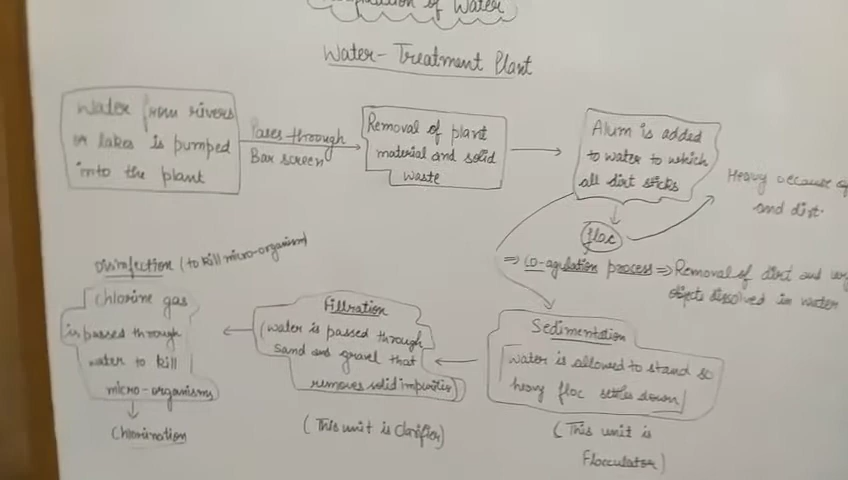 of Water
Water-Treatment Plant
Water from rivers
or lakes is pumped
into the plant
Pases through
Bar screen
Removal of plant
material and solid
waste
Alum is added
to water to which
all dirt sticks
Heavy because of
and dirt.
floc
⇒ Co-agulation process ⇒ Removal of dirt and
objects dissolved in water
Disinfection (to kill micro-organism)
Chlorine gas
is passed through
water to kill
micro-organisms
Chlorination
Filtration
(water is passed through
sand and gravel that
removes solid impurities)
(This unit is Clarifier)
Sedimentation
water is allowed to stand so
heavy floc settles down
(This unit is
Flocculator)